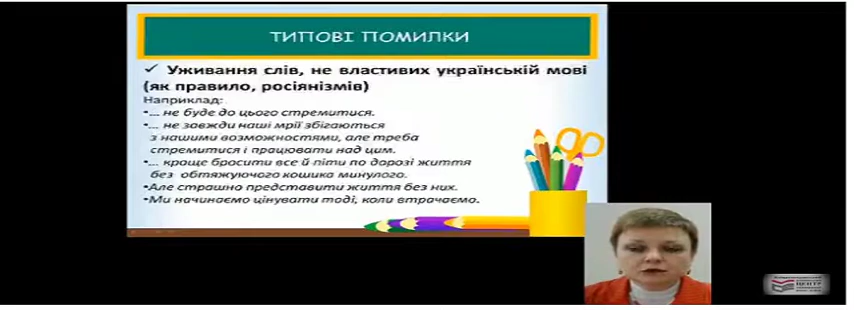 ТИПОВІ ПОМИЛКИ
✓ Уживання слів, не властивих українській мові
(як правило, росіянізмів)
Наприклад:
•... не буде до цього стремитися.
•... не завжди наші мрії збігаються
з нашими возможностями, але треба
стремитися і працювати над цим.
•... краще бросити все й піти по дорозі життя
без обтяжуючого кошика минулого.
•Але страшно представити життя без них.
•Ми начинаємо цінувати тоді, коли втрачаємо.
ЦЕНТР